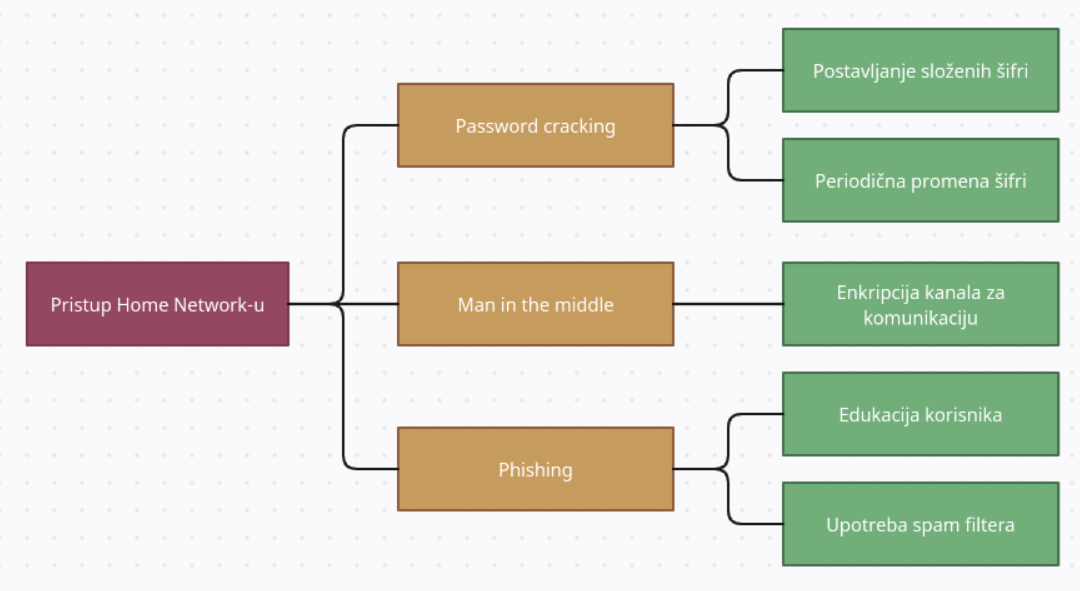 Pristup Home Network-u
Password cracking
Postavljanje složenih šifri
Periodična promena šifri
Man in the middle
Enkripcija kanala za
komunikaciju
Phishing
Edukacija korisnika
Upotreba spam filtera